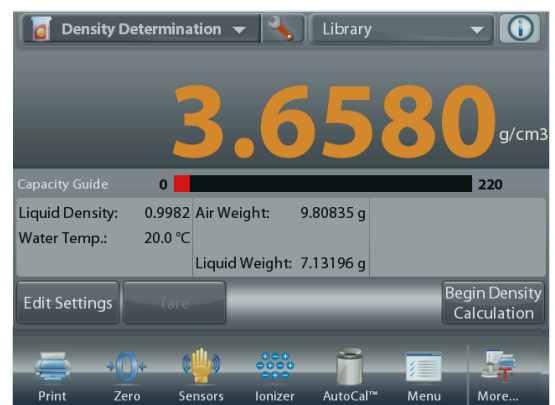 Density Determination Library
3.6580 g/cm3
Capacity Guide 0 220
Liquid Density: 0.9982 Air Weight: 9.80835 g
Water Temp.: 20.0 °C
Liquid Weight: 7.13196 g
Edit Settings Tare Begin Density
Calculation
Print Zero Sensors Ionizer AutoCal™ Menu More...